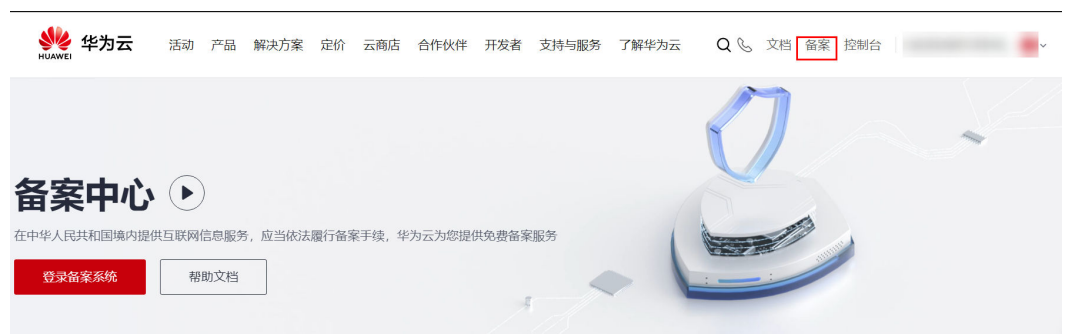 HUAWEI 华为云 活动 产品 解决方案 定价 云商店 合作伙伴 开发者 支持与服务 了解华为云 文档 备案 控制台
备案中心
在中华人民共和国境内提供互联网信息服务，应当依法履行备案手续，华为云为您提供免费备案服务
登录备案系统 帮助文档